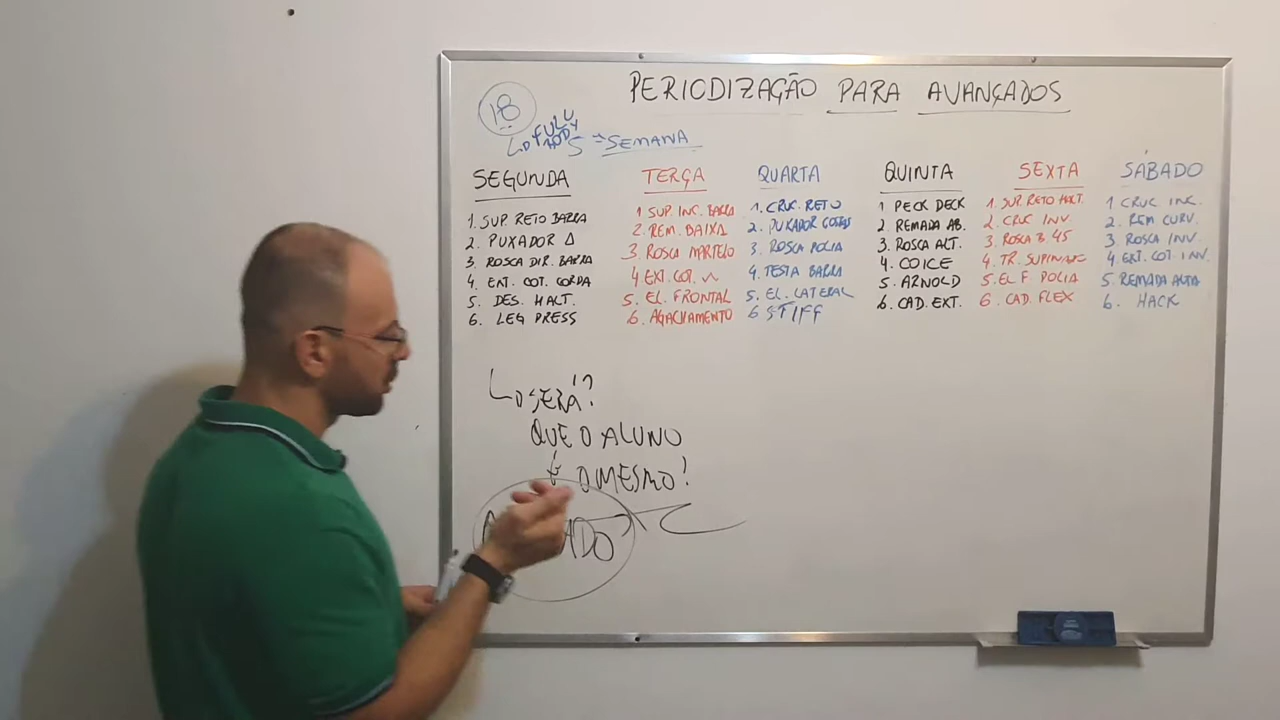 PERIODIZAÇÃO PARA AVANÇADOS
18
FULL BODY
5 => SEMANA
SEGUNDA
1. SUP. RETO BARRA
2. PUXADOR Δ
3. ROSCA DIR. BARRA
4. EXT. COT. CORDA
5. DES. HALT.
6. LEG PRESS
TERÇA
1 SUP. INC. BARRA
2. REM. BAIXA
3. ROSCA MARTELO
4 EXT. COT.
5. EL. FRONTAL
6. AGACHAMENTO
QUARTA
1. CRUC. RETO
2. PUXADOR COSTAS
3. ROSCA POLIA
4. TESTA BARRA
5. EL. LATERAL
6 STIFF
QUINTA
1 PECK DECK
2. REMADA AB.
3. ROSCA ALT.
4. COICE
5. ARNOLD
6. CAD. EXT.
SEXTA
1. SUP. RETO HALT.
2. CRUC INV.
3. ROSCA B. 45
4. TR. SUPINADO
5. EL F POLIA
6. CAD. FLEX
SÁBADO
1 CRUC INC.
2. REM CURV.
3 ROSCA INV.
4. EXT. COT. INV.
5. REMADA ALTA
6. HACK
SERÁ?
QUE O ALUNO
É O MESMO?